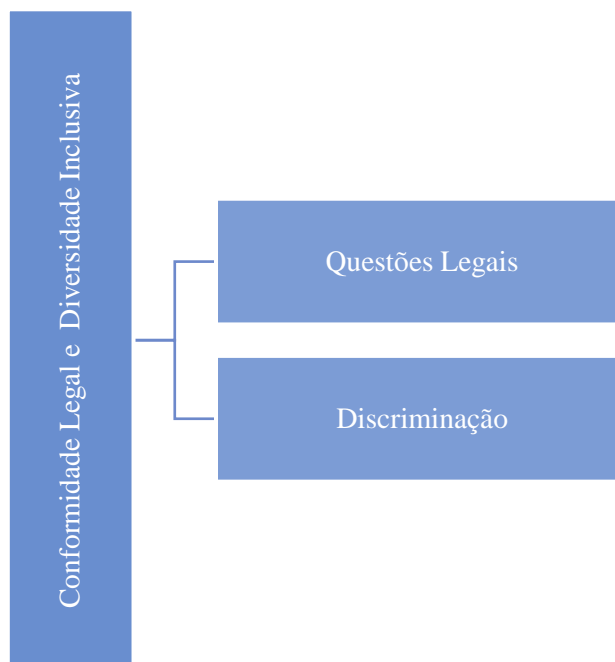 Conformidade Legal e Diversidade Inclusiva
Questões Legais
Discriminação